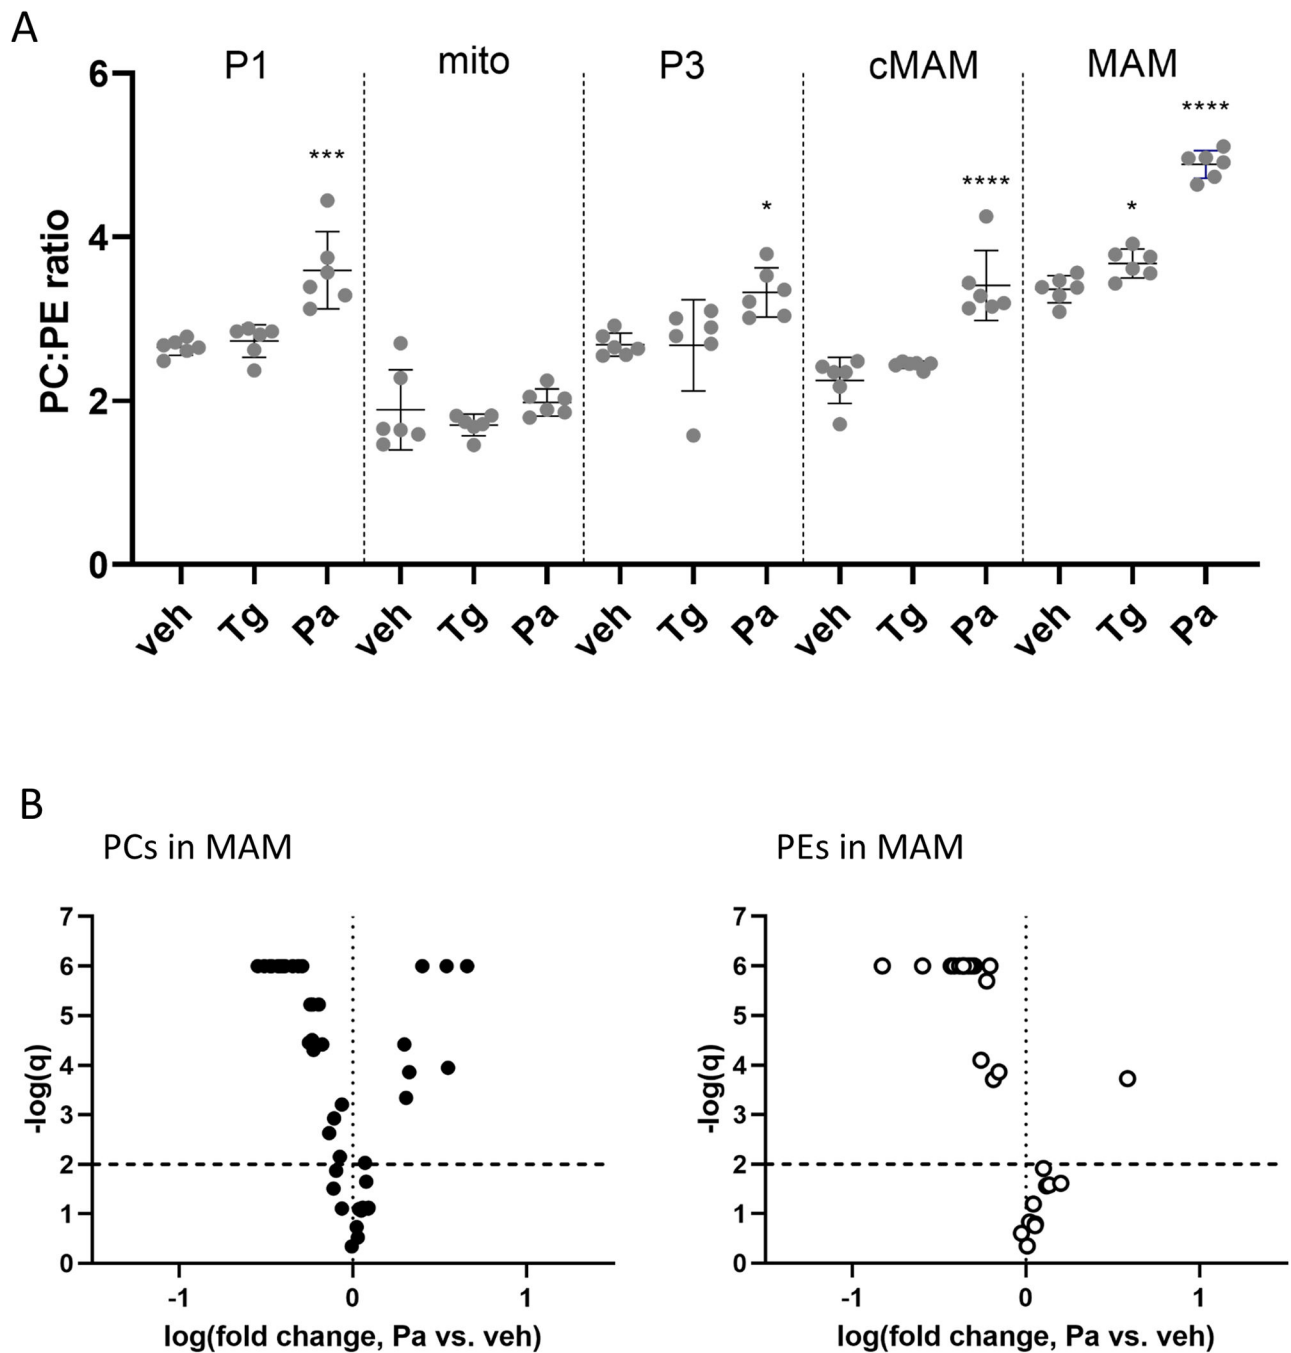 A
P1 mito P3 cMAM MAM
6
4
2
0
PC:PE ratio
***
*
****
*
****
veh Tg Pa veh Tg Pa veh Tg Pa veh Tg Pa veh Tg Pa
B
PCs in MAM
7
6
5
4
3
2
1
0
-log(q)
-1 0 1
log(fold change, Pa vs. veh)
PEs in MAM
7
6
5
4
3
2
1
0
-log(q)
-1 0 1
log(fold change, Pa vs. veh)